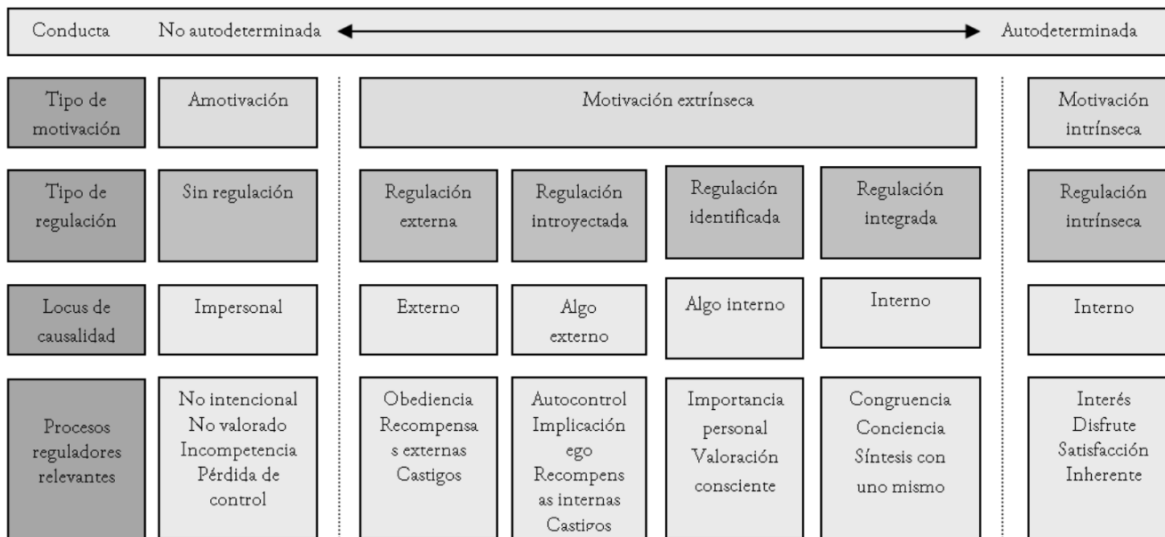 Conducta No autodeterminada Autodeterminada
Tipo de
motivación
Amotivación
Motivación extrínseca
Motivación
intrínseca
Tipo de
regulación
Sin regulación
Regulación
externa
Regulación
introyectada
Regulación
identificada
Regulación
integrada
Regulación
intrínseca
Locus de
causalidad
Impersonal
Externo
Algo
externo
Algo interno
Interno
Interno
Procesos
reguladores
relevantes
No intencional
No valorado
Incompetencia
Pérdida de
control
Obediencia
Recompensa
s externas
Castigos
Autocontrol
Implicación
ego
Recompens
as internas
Castigos
Importancia
personal
Valoración
consciente
Congruencia
Conciencia
Síntesis con
uno mismo
Interés
Disfrute
Satisfacción
Inherente